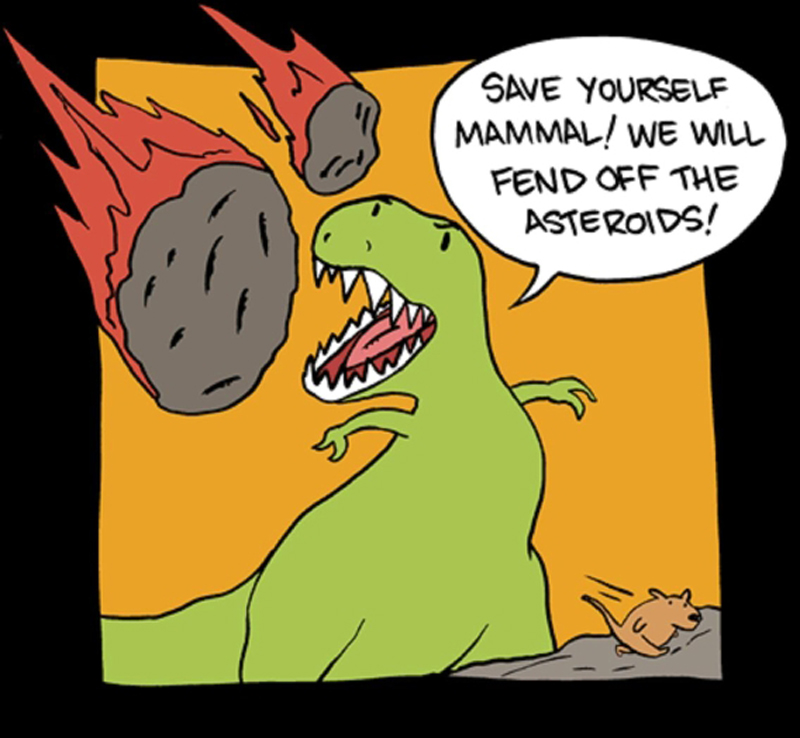 SAVE YOURSELF
MAMMAL! WE WILL
FEND OFF THE
ASTEROIDS!